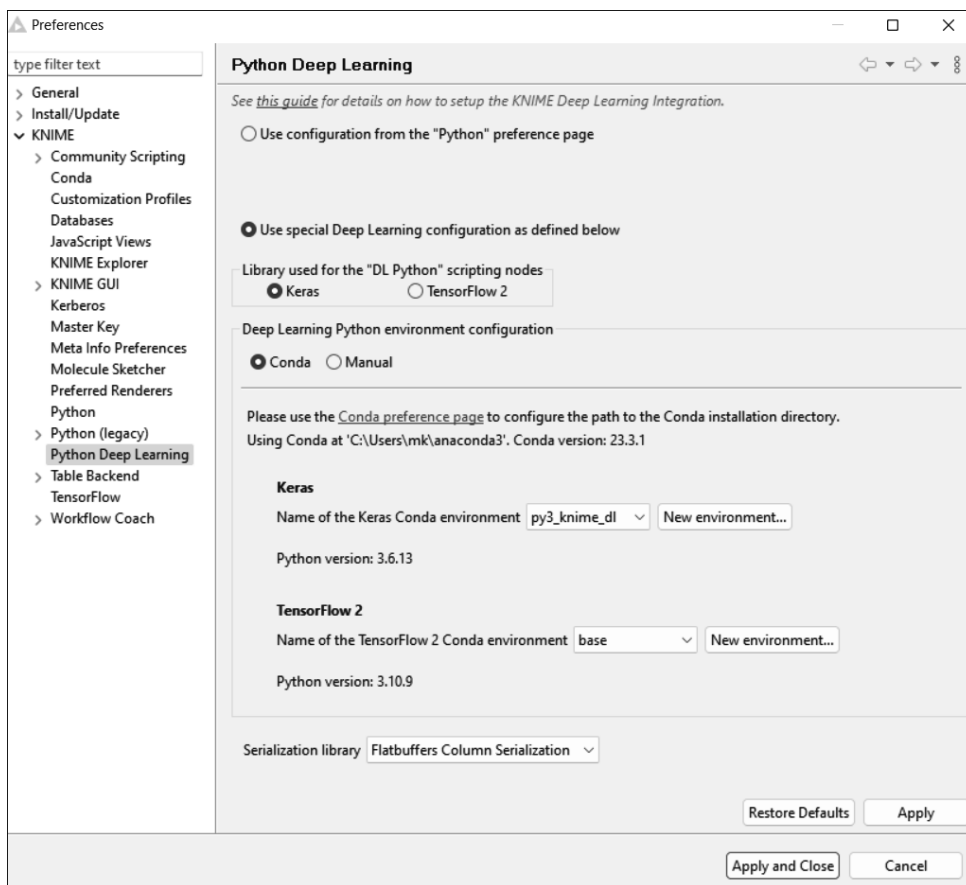 Preferences
type filter text
General
Install/Update
KNIME
Community Scripting
Conda
Customization Profiles
Databases
JavaScript Views
KNIME Explorer
KNIME GUI
Kerberos
Master Key
Meta Info Preferences
Molecule Sketcher
Preferred Renderers
Python
Python (legacy)
Python Deep Learning
Table Backend
TensorFlow
Workflow Coach
Python Deep Learning
See this guide for details on how to setup the KNIME Deep Learning Integration.
Use configuration from the "Python" preference page
Use special Deep Learning configuration as defined below
Library used for the "DL Python" scripting nodes
Keras TensorFlow 2
Deep Learning Python environment configuration
Conda Manual
Please use the Conda preference page to configure the path to the Conda installation directory.
Using Conda at 'C:\Users\mk\anaconda3'. Conda version: 23.3.1
Keras
Name of the Keras Conda environment py3_knime_dl New environment...
Python version: 3.6.13
TensorFlow 2
Name of the TensorFlow 2 Conda environment base New environment...
Python version: 3.10.9
Serialization library Flatbuffers Column Serialization
Restore Defaults Apply
Apply and Close Cancel